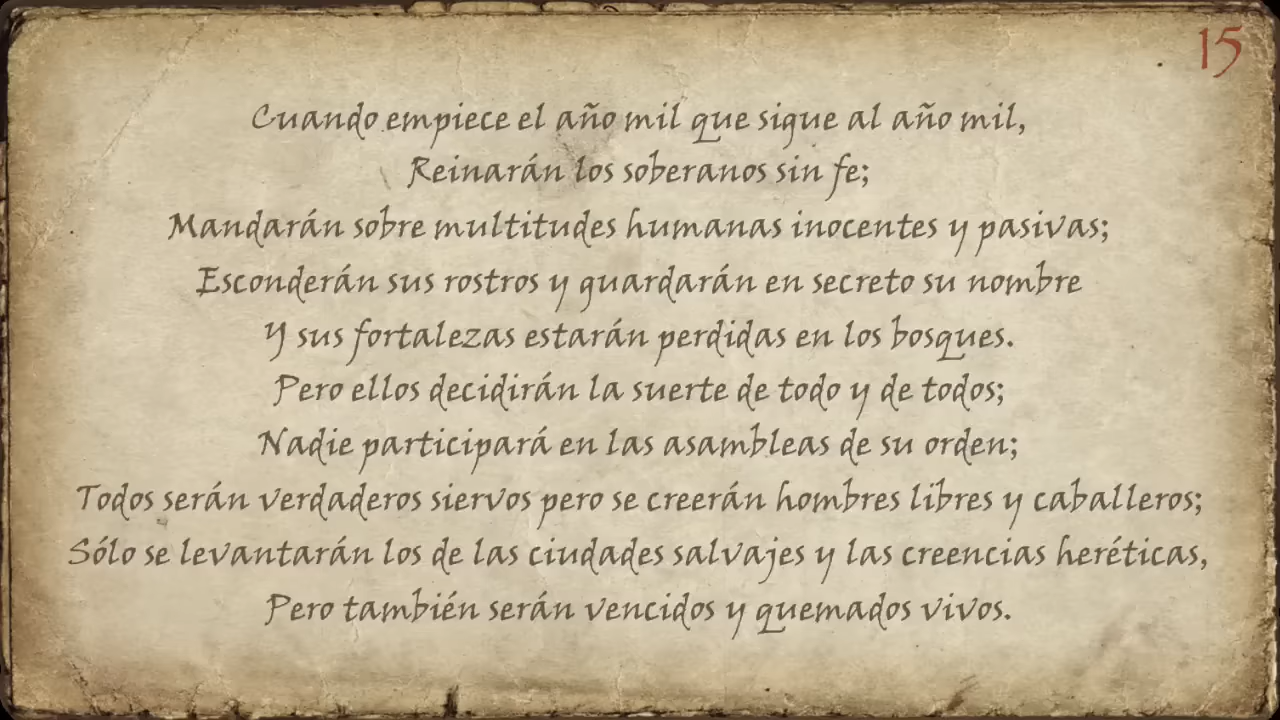 15
Cuando empiece el año mil que sigue al año mil,
Reinarán los soberanos sin fe;
Mandarán sobre multitudes humanas inocentes y pasivas;
Esconderán sus rostros y guardarán en secreto su nombre
Y sus fortalezas estarán perdidas en los bosques.
Pero ellos decidirán la suerte de todo y de todos;
Nadie participará en las asambleas de su orden;
Todos serán verdaderos siervos pero se creerán hombres libres y caballeros;
Sólo se levantarán los de las ciudades salvajes y las creencias heréticas,
Pero también serán vencidos y quemados vivos.